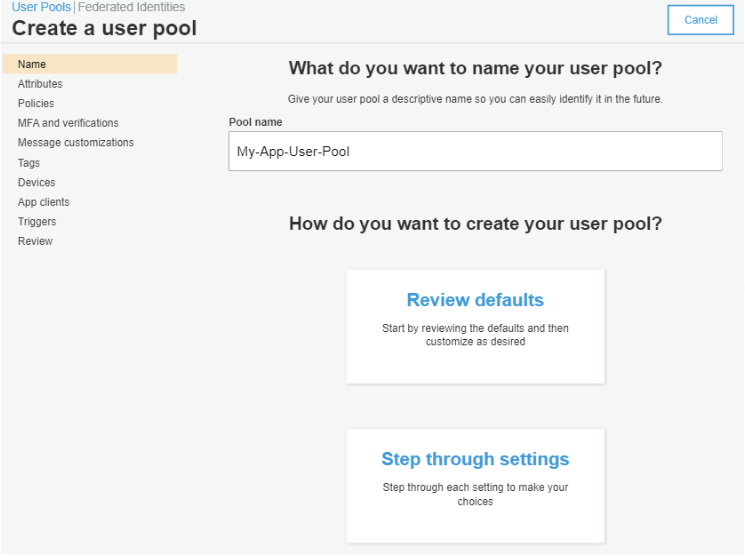 User Pools | Federated Identities
Create a user pool
Cancel
Name
Attributes
Policies
MFA and verifications
Message customizations
Tags
Devices
App clients
Triggers
Review
What do you want to name your user pool?
Give your user pool a descriptive name so you can easily identify it in the future.
Pool name
My-App-User-Pool
How do you want to create your user pool?
Review defaults
Start by reviewing the defaults and then
customize as desired
Step through settings
Step through each setting to make your
choices